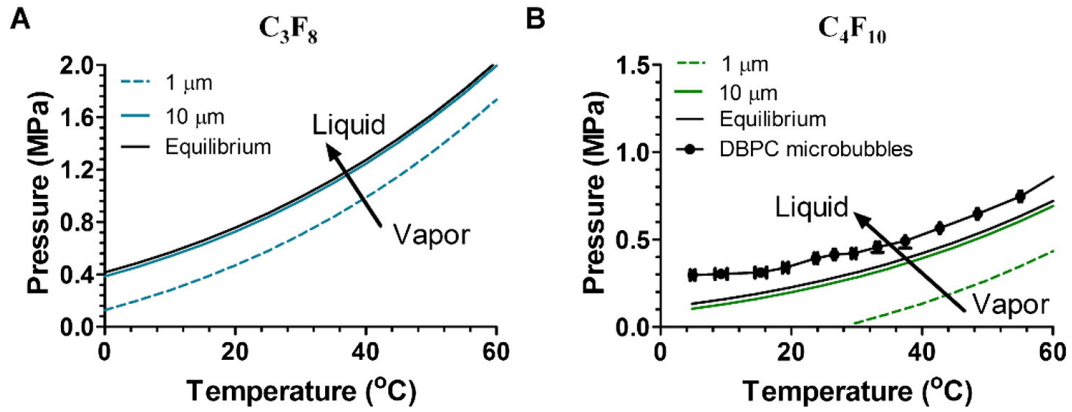 A
C₃F₈
2.0
1.6
1.2
0.8
0.4
0.0
Pressure (MPa)
1 μm
10 μm
Equilibrium
Liquid
Vapor
0
20
40
60
Temperature (°C)
B
C₄F₁₀
1.5
1.0
0.5
0.0
Pressure (MPa)
1 μm
10 μm
Equilibrium
DBPC microbubbles
Liquid
Vapor
0
20
40
60
Temperature (°C)